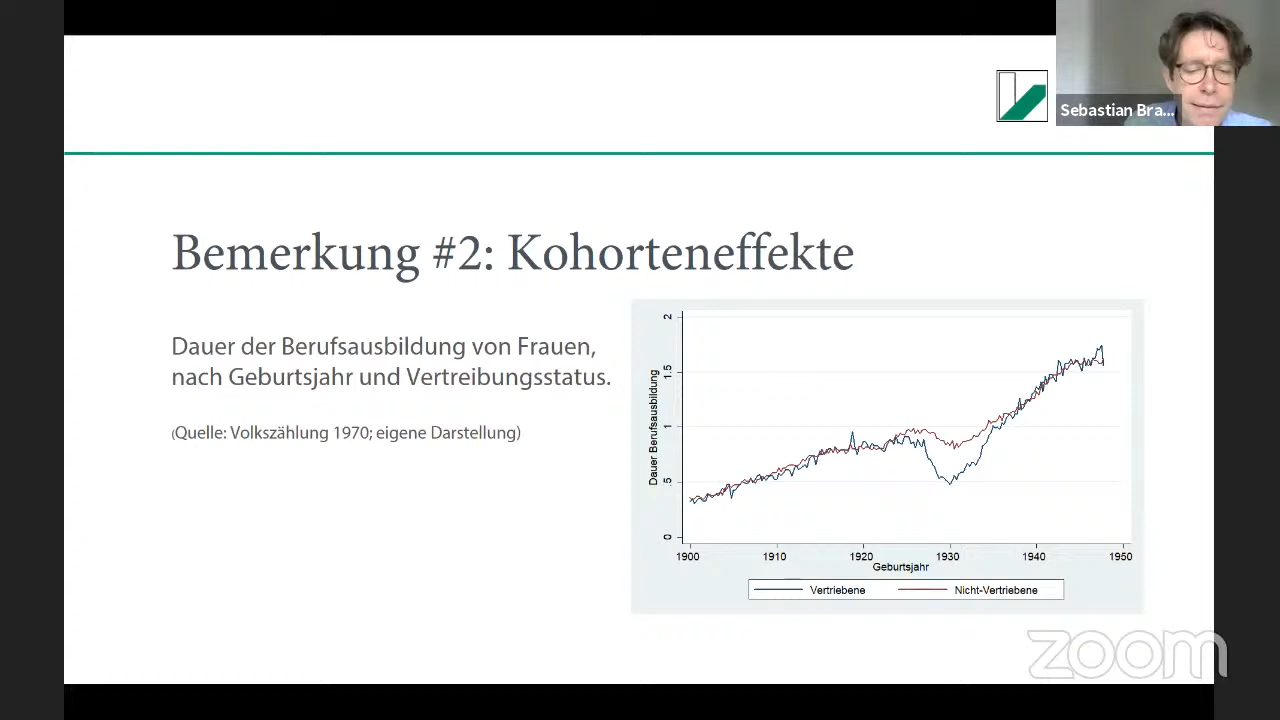 Sebastian Bra...
Bemerkung #2: Kohorteneffekte
Dauer der Berufsausbildung von Frauen,
nach Geburtsjahr und Vertreibungsstatus.
(Quelle: Volkszählung 1970; eigene Darstellung)
Dauer Berufsausbildung
2
1.5
1
.5
0
1900 1910 1920 1930 1940 1950
Geburtsjahr
Vertriebene Nicht-Vertriebene
zoom